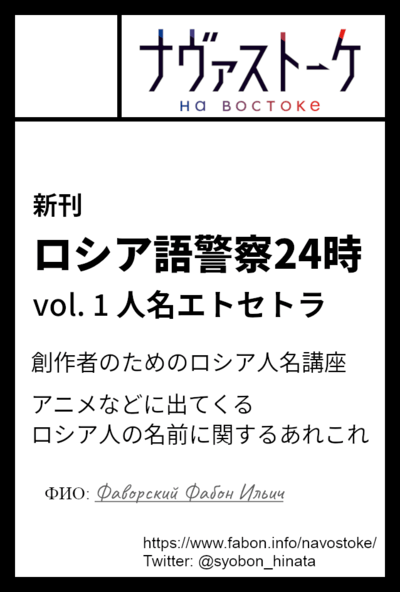 ナヴァストーケ
на востоке
新刊
ロシア語警察24時
vol. 1 人名エトセトラ
創作者のためのロシア人名講座
アニメなどに出てくる
ロシア人の名前に関するあれこれ
ФИО: Фаворский Фабон Ильич
https://www.fabon.info/navostoke/
Twitter: @syobon_hinata